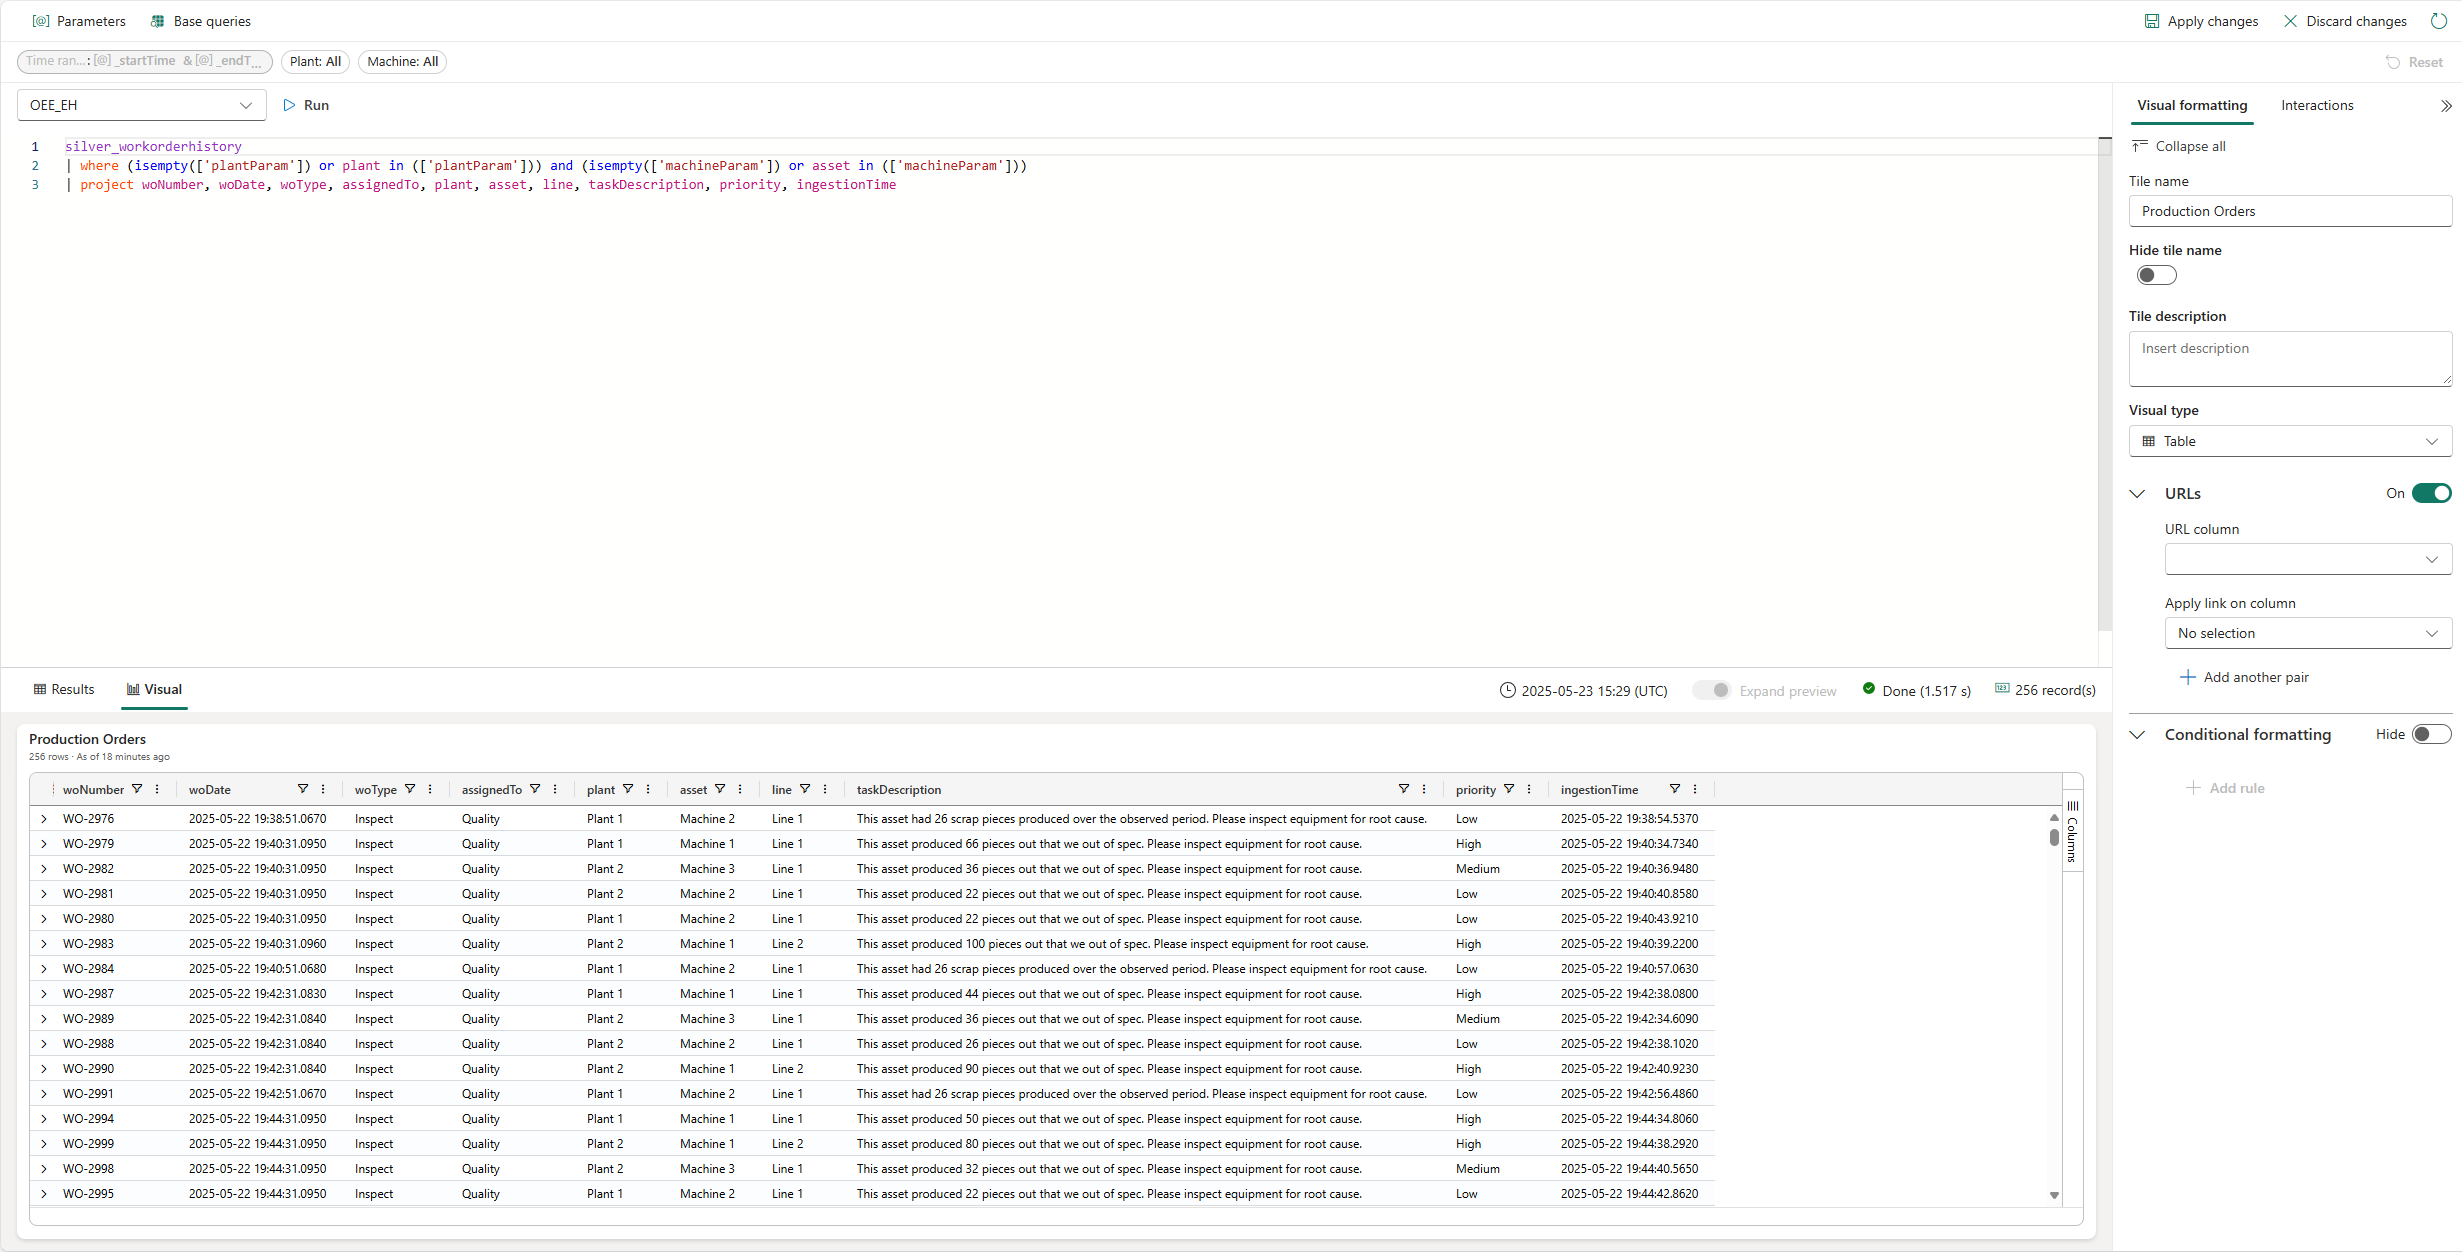 Parameters Base queries Apply changes Discard changes
Time ran...: [@] _startTime & [@] _endT... Plant: All Machine: All Reset
OEE_EH Run
1 silver_workorderhistory
2 | where (isempty(['plantParam']) or plant in (['plantParam'])) and (isempty(['machineParam']) or asset in (['machineParam']))
3 | project woNumber, woDate, woType, assignedTo, plant, asset, line, taskDescription, priority, ingestionTime
Results Visual 2025-05-23 15:29 (UTC) Expand preview Done (1.517 s) 256 record(s)
Production Orders
256 rows · As of 18 minutes ago
woNumber woDate woType assignedTo plant asset line taskDescription priority ingestionTime
WO-2976 2025-05-22 19:38:51.0670 Inspect Quality Plant 1 Machine 2 Line 1 This asset had 26 scrap pieces produced over the observed period. Please inspect equipment for root cause. Low 2025-05-22 19:38:54.5370
WO-2979 2025-05-22 19:40:31.0950 Inspect Quality Plant 1 Machine 1 Line 1 This asset produced 66 pieces out that we out of spec. Please inspect equipment for root cause. High 2025-05-22 19:40:34.7340
WO-2982 2025-05-22 19:40:31.0950 Inspect Quality Plant 2 Machine 3 Line 1 This asset produced 36 pieces out that we out of spec. Please inspect equipment for root cause. Medium 2025-05-22 19:40:36.9480
WO-2981 2025-05-22 19:40:31.0950 Inspect Quality Plant 2 Machine 2 Line 1 This asset produced 22 pieces out that we out of spec. Please inspect equipment for root cause. Low 2025-05-22 19:40:40.8580
WO-2980 2025-05-22 19:40:31.0950 Inspect Quality Plant 1 Machine 2 Line 1 This asset produced 22 pieces out that we out of spec. Please inspect equipment for root cause. Low 2025-05-22 19:40:43.9210
WO-2983 2025-05-22 19:40:31.0960 Inspect Quality Plant 2 Machine 1 Line 2 This asset produced 100 pieces out that we out of spec. Please inspect equipment for root cause. High 2025-05-22 19:40:39.2200
WO-2984 2025-05-22 19:40:51.0680 Inspect Quality Plant 1 Machine 2 Line 1 This asset had 26 scrap pieces produced over the observed period. Please inspect equipment for root cause. Low 2025-05-22 19:40:57.0630
WO-2987 2025-05-22 19:42:31.0830 Inspect Quality Plant 1 Machine 1 Line 1 This asset produced 44 pieces out that we out of spec. Please inspect equipment for root cause. High 2025-05-22 19:42:38.0800
WO-2989 2025-05-22 19:42:31.0840 Inspect Quality Plant 2 Machine 3 Line 1 This asset produced 36 pieces out that we out of spec. Please inspect equipment for root cause. Medium 2025-05-22 19:42:34.6090
WO-2988 2025-05-22 19:42:31.0840 Inspect Quality Plant 2 Machine 2 Line 1 This asset produced 26 pieces out that we out of spec. Please inspect equipment for root cause. Low 2025-05-22 19:42:38.1020
WO-2990 2025-05-22 19:42:31.0840 Inspect Quality Plant 2 Machine 1 Line 2 This asset produced 90 pieces out that we out of spec. Please inspect equipment for root cause. High 2025-05-22 19:42:40.9230
WO-2991 2025-05-22 19:42:51.0670 Inspect Quality Plant 1 Machine 2 Line 1 This asset had 26 scrap pieces produced over the observed period. Please inspect equipment for root cause. Low 2025-05-22 19:42:56.4860
WO-2994 2025-05-22 19:44:31.0950 Inspect Quality Plant 1 Machine 1 Line 1 This asset produced 50 pieces out that we out of spec. Please inspect equipment for root cause. High 2025-05-22 19:44:34.8060
WO-2999 2025-05-22 19:44:31.0950 Inspect Quality Plant 2 Machine 1 Line 2 This asset produced 80 pieces out that we out of spec. Please inspect equipment for root cause. High 2025-05-22 19:44:38.2920
WO-2998 2025-05-22 19:44:31.0950 Inspect Quality Plant 2 Machine 3 Line 1 This asset produced 32 pieces out that we out of spec. Please inspect equipment for root cause. Medium 2025-05-22 19:44:40.5650
WO-2995 2025-05-22 19:44:31.0950 Inspect Quality Plant 1 Machine 2 Line 1 This asset produced 22 pieces out that we out of spec. Please inspect equipment for root cause. Low 2025-05-22 19:44:42.8620
Columns
Visual formatting Interactions
Collapse all
Tile name
Production Orders
Hide tile name
Tile description
Insert description
Visual type
Table
URLs On
URL column
Apply link on column
No selection
Add another pair
Conditional formatting Hide
Add rule